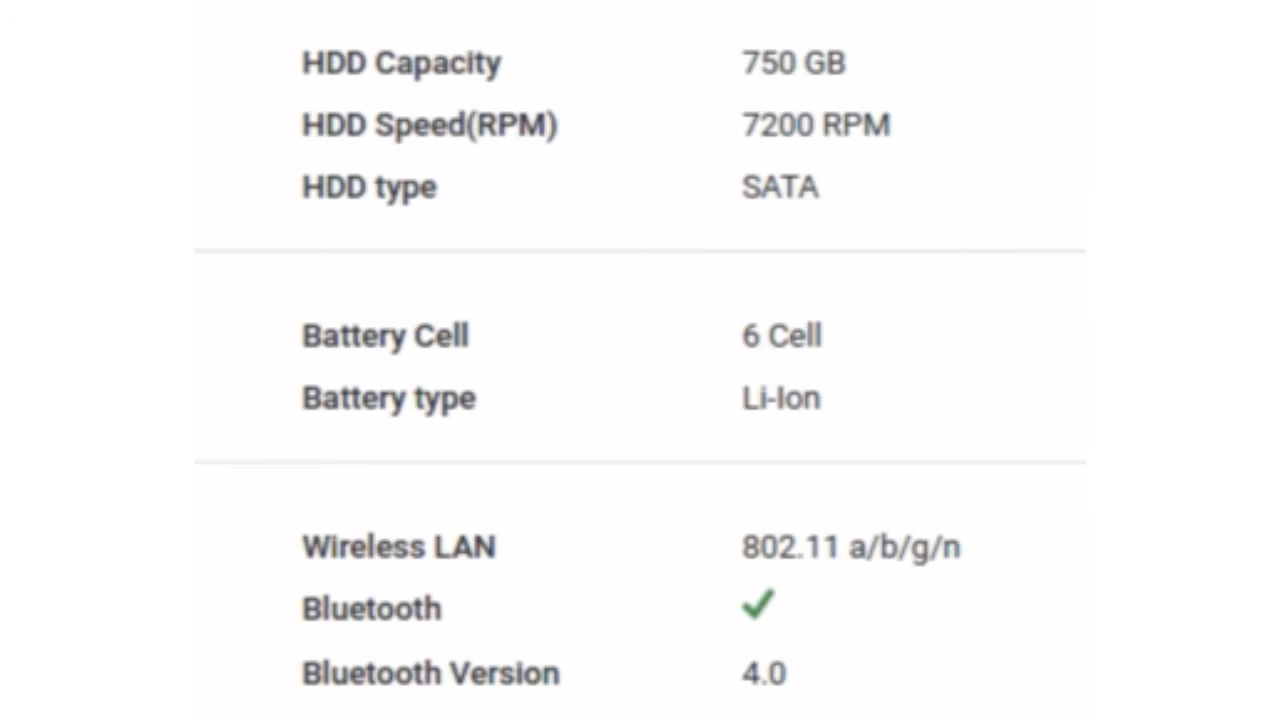 HDD Capacity 750 GB
HDD Speed(RPM) 7200 RPM
HDD type SATA
Battery Cell 6 Cell
Battery type Li-Ion
Wireless LAN 802.11 a/b/g/n
Bluetooth ✔
Bluetooth Version 4.0